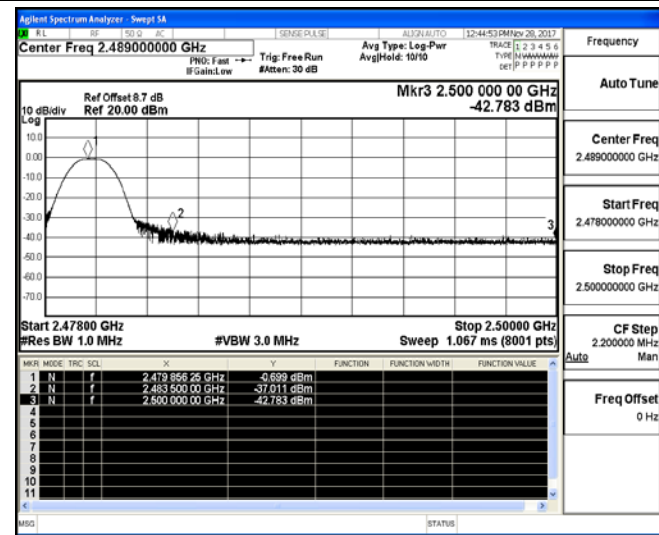 Agilent Spectrum Analyzer - Swept SA
RL RF 50 Ω AC SENSE:PULSE ALIGN AUTO 12:44:53 PM Nov 28, 2017
Center Freq 2.489000000 GHz
PNO: Fast
IFGain:Low
Trig: Free Run
#Atten: 30 dB
Avg Type: Log-Pwr
Avg|Hold: 10/10
TRACE 1 2 3 4 5 6
TYPE
DET P P P P P P
Ref Offset 8.7 dB
Ref 20.00 dBm
10 dB/div
Log
Mkr3 2.500 000 00 GHz
-42.783 dBm
10.0
0.00
-10.0
-20.0
-30.0
-40.0
-50.0
-60.0
-70.0
1
2
3
Start 2.47800 GHz
Stop 2.50000 GHz
#Res BW 1.0 MHz
#VBW 3.0 MHz
Sweep 1.067 ms (8001 pts)
MKR MODE TRC SCL X Y FUNCTION FUNCTION WIDTH FUNCTION VALUE
1 N f 2.479 856 25 GHz -0.699 dBm
2 N f 2.483 500 00 GHz -37.011 dBm
3 N f 2.500 000 00 GHz -42.783 dBm
4
5
6
7
8
9
10
11
MSG
STATUS
Frequency
Auto Tune
Center Freq
2.489000000 GHz
Start Freq
2.478000000 GHz
Stop Freq
2.500000000 GHz
CF Step
2.200000 MHz
Auto Man
Freq Offset
0 Hz